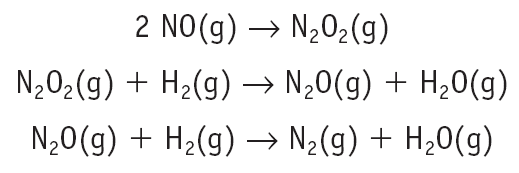 2 NO(g) → N₂O₂(g)
N₂O₂(g) + H₂(g) → N₂O(g) + H₂O(g)
N₂O(g) + H₂(g) → N₂(g) + H₂O(g)